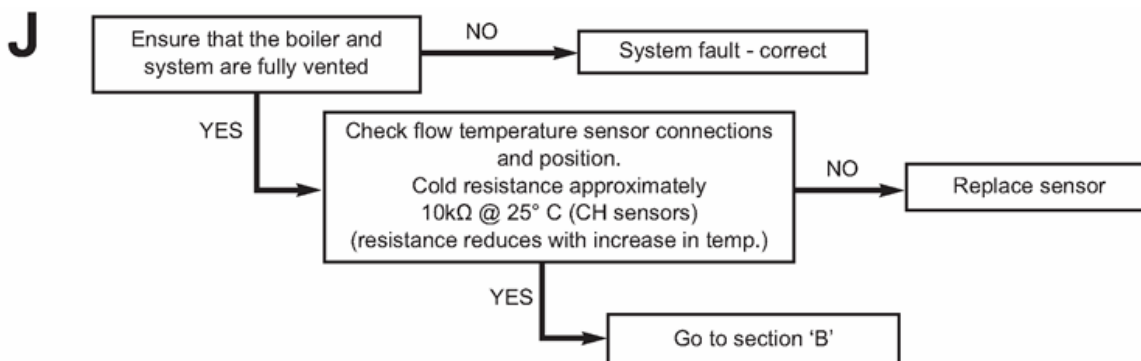 J
Ensure that the boiler and
system are fully vented
NO
System fault - correct
YES
Check flow temperature sensor connections
and position.
Cold resistance approximately
10kΩ @ 25° C (CH sensors)
(resistance reduces with increase in temp.)
NO
Replace sensor
YES
Go to section ‘B’